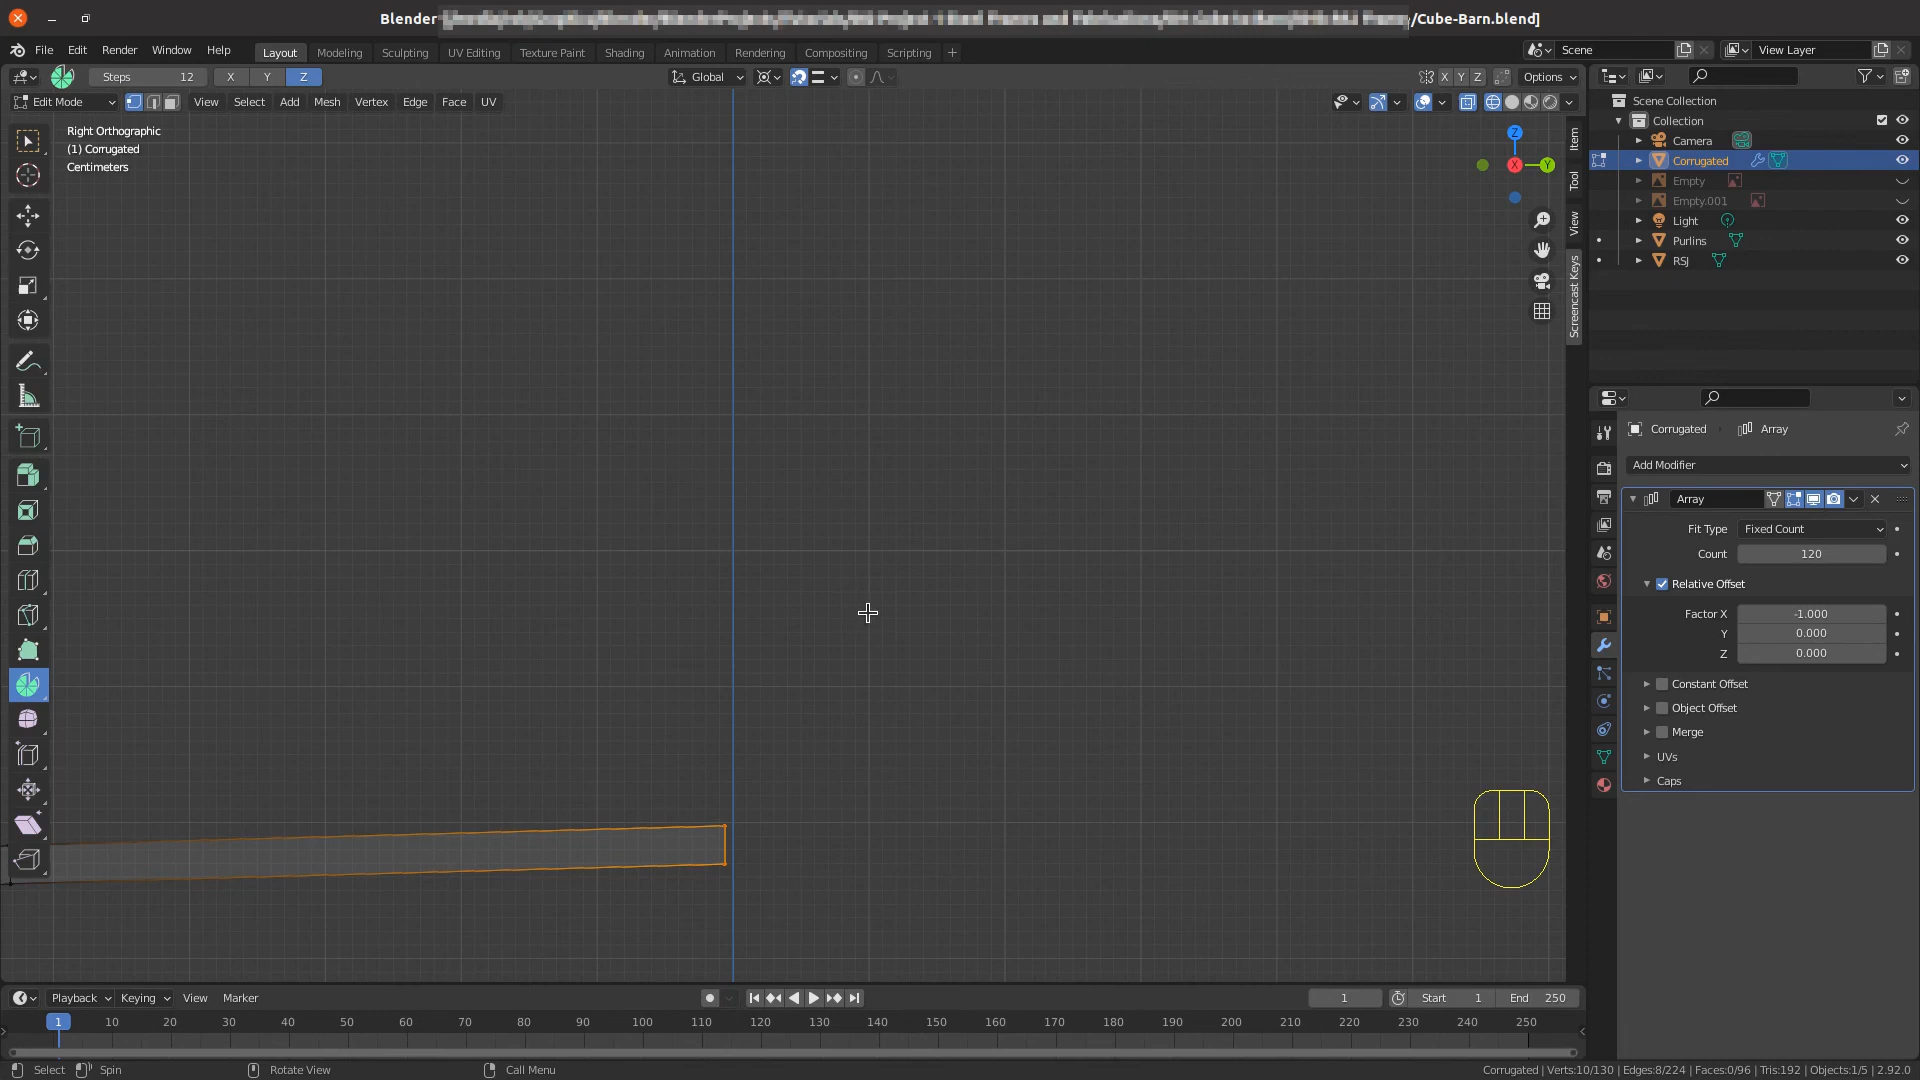 Blender
/Cube-Barn.blend]
File Edit Render Window Help
Layout Modeling Sculpting UV Editing Texture Paint Shading Animation Rendering Compositing Scripting +
Scene
View Layer
Steps 12 X Y Z
Global
X Y Z
Options
Edit Mode
View Select Add Mesh Vertex Edge Face UV
Right Orthographic
(1) Corrugated
Centimeters
Z
X
Y
Item
Tool
View
Screencast Keys
Scene Collection
Collection
Camera
Corrugated
Empty
Empty.001
Light
Purlins
RSJ
Corrugated Array
Add Modifier
Array
Fit Type Fixed Count
Count 120
Relative Offset
Factor X -1.000
Y 0.000
Z 0.000
Constant Offset
Object Offset
Merge
UVs
Caps
Playback Keying View Marker
1 Start 1 End 250
1 10 20 30 40 50 60 70 80 90 100 110 120 130 140 150 160 170 180 190 200 210 220 230 240 250
Select Spin Rotate View Call Menu
Corrugated | Verts:10/130 | Edges:8/224 | Faces:0/96 | Tris:192 | Objects:1/5 | 2.92.0